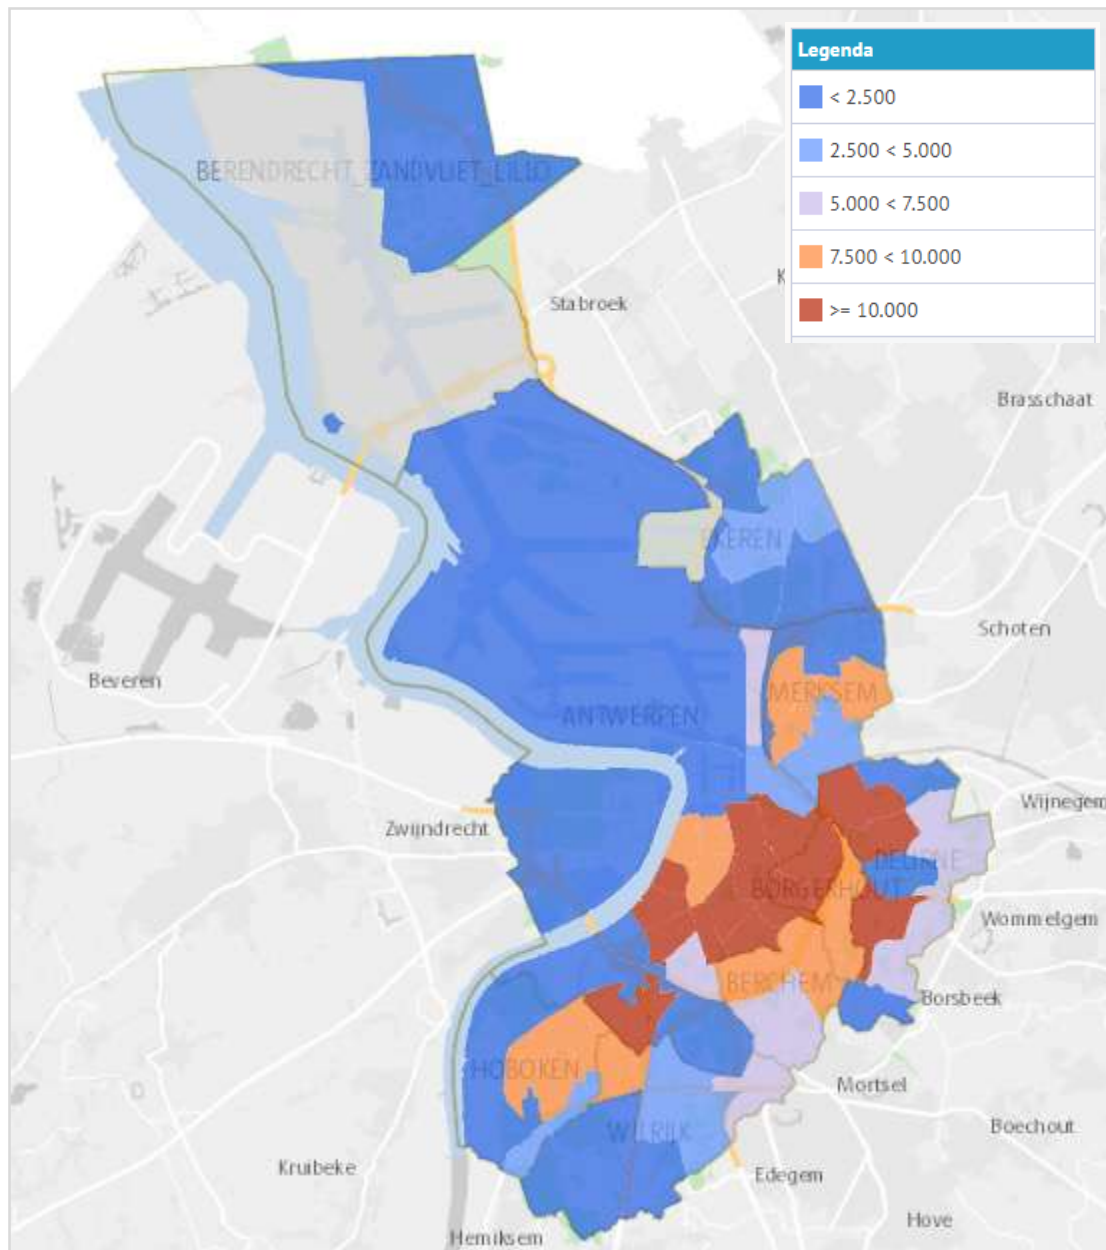 Legenda
< 2.500
2.500 < 5.000
5.000 < 7.500
7.500 < 10.000
>= 10.000
BERENDRECHT_ZANDVLIET_LILLO
K
Stabroek
Brasschaat
EKEREN
Schoten
Beveren
MERKSEM
ANTWERPEN
Wijnegem
Zwijndrecht
DEURNE
BORGERHOUT
Wommelgem
BERCHEM
Borsbeek
HOBOKEN
Mortsel
Boechout
WILRIJK
Kruibeke
Edegem
Hove
Hemiksem